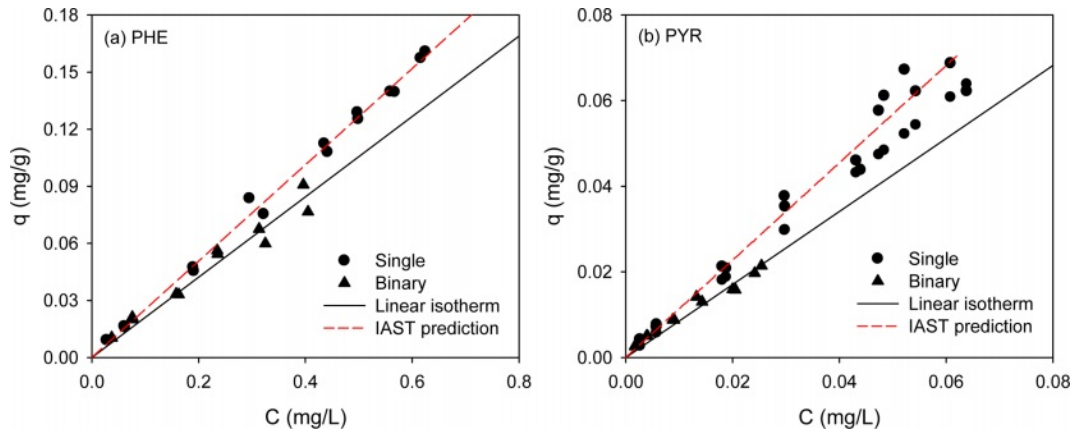 (a) PHE
q (mg/g)
0.18
0.15
0.12
0.09
0.06
0.03
0.00
Single
Binary
Linear isotherm
IAST prediction
0.0 0.2 0.4 0.6 0.8
C (mg/L)
(b) PYR
q (mg/g)
0.08
0.06
0.04
0.02
0.00
Single
Binary
Linear isotherm
IAST prediction
0.00 0.02 0.04 0.06 0.08
C (mg/L)